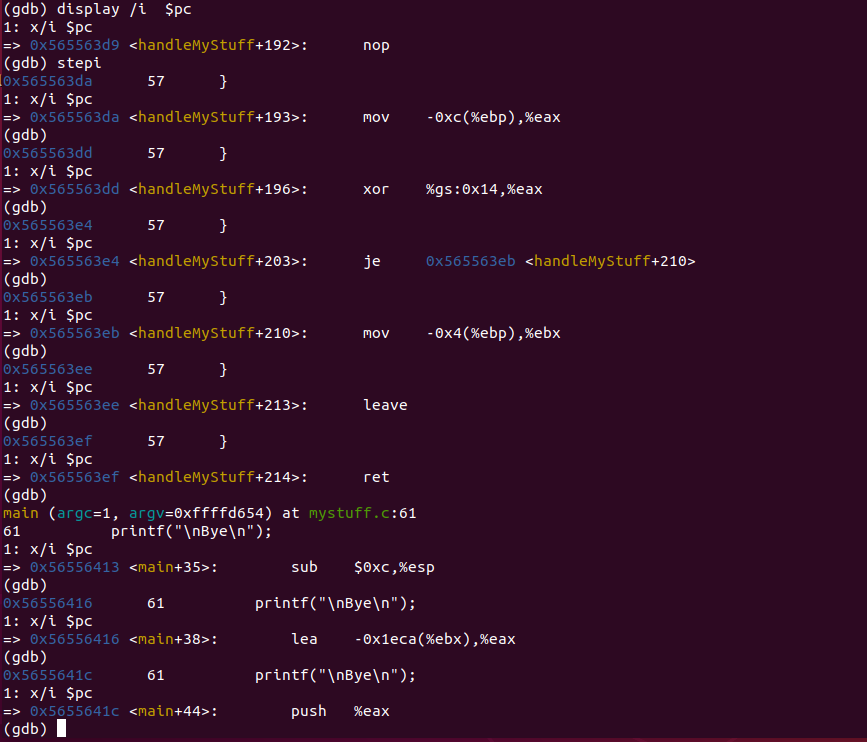 (gdb) display /i  $pc
1: x/i $pc
=> 0x565563d9 <handleMyStuff+192>:      nop
(gdb) stepi
0x565563da      57      }
1: x/i $pc
=> 0x565563da <handleMyStuff+193>:      mov    -0xc(%ebp),%eax
(gdb)
0x565563dd      57      }
1: x/i $pc
=> 0x565563dd <handleMyStuff+196>:      xor    %gs:0x14,%eax
(gdb)
0x565563e4      57      }
1: x/i $pc
=> 0x565563e4 <handleMyStuff+203>:      je     0x565563eb <handleMyStuff+210>
(gdb)
0x565563eb      57      }
1: x/i $pc
=> 0x565563eb <handleMyStuff+210>:      mov    -0x4(%ebp),%ebx
(gdb)
0x565563ee      57      }
1: x/i $pc
=> 0x565563ee <handleMyStuff+213>:      leave
(gdb)
0x565563ef      57      }
1: x/i $pc
=> 0x565563ef <handleMyStuff+214>:      ret
(gdb)
main (argc=1, argv=0xffffd654) at mystuff.c:61
61          printf("\nBye\n");
1: x/i $pc
=> 0x56556413 <main+35>:        sub    $0xc,%esp
(gdb)
0x56556416      61          printf("\nBye\n");
1: x/i $pc
=> 0x56556416 <main+38>:        lea    -0x1eca(%ebx),%eax
(gdb)
0x5655641c      61          printf("\nBye\n");
1: x/i $pc
=> 0x5655641c <main+44>:        push   %eax
(gdb)